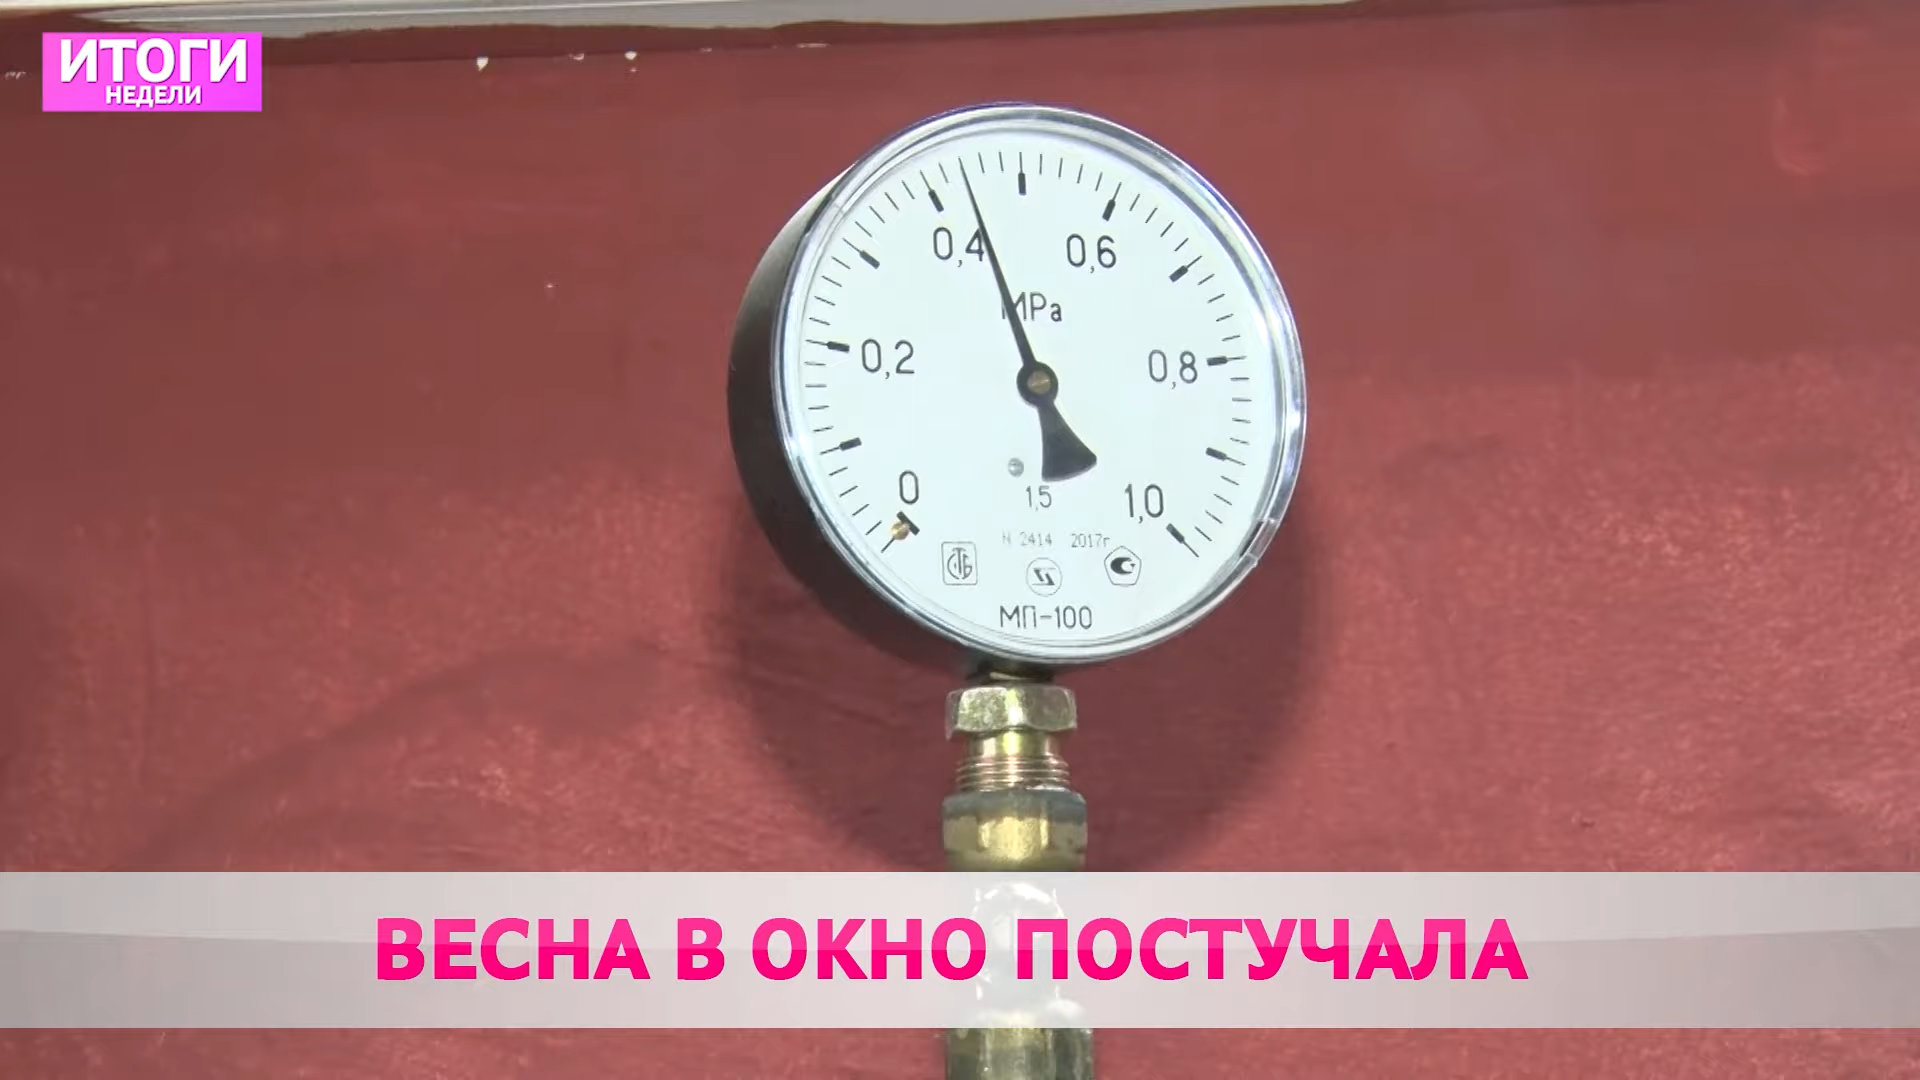 ИТОГИ
НЕДЕЛИ
0,4 0,6
MPa
0,2 0,8
0 1,5 1,0
N 2414 2017г
СТБ
МП-100
ВЕСНА В ОКНО ПОСТУЧАЛА